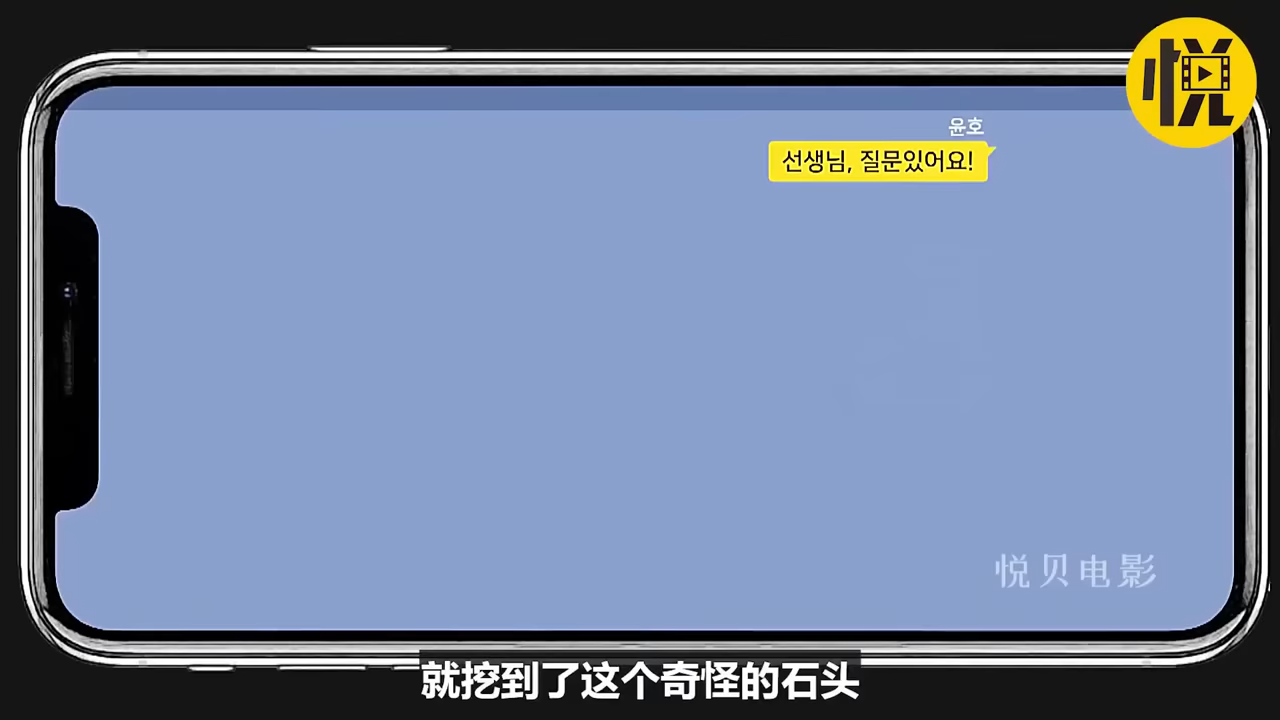 悦
윤호
선생님, 질문있어요!
悦贝电影
就挖到了这个奇怪的石头